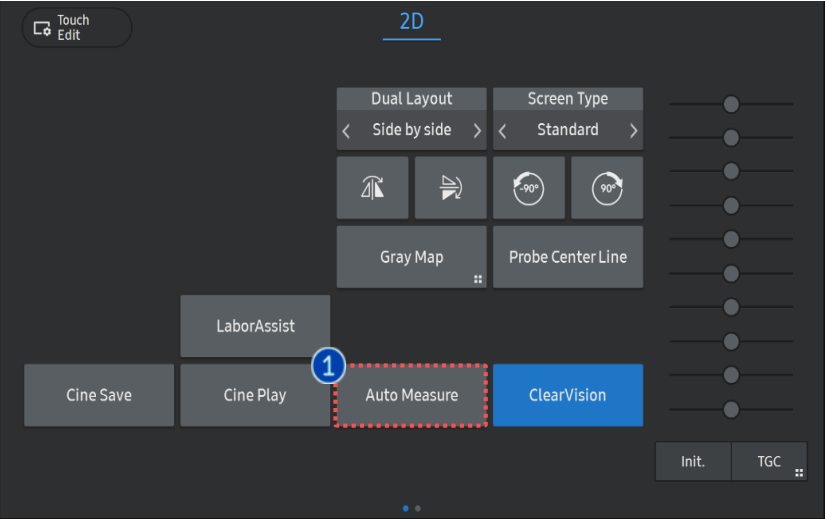 Touch
Edit
2D
Dual Layout
Screen Type
Side by side
Standard
-90°
90°
Gray Map
Probe Center Line
LaborAssist
1
Cine Save
Cine Play
Auto Measure
ClearVision
Init.
TGC